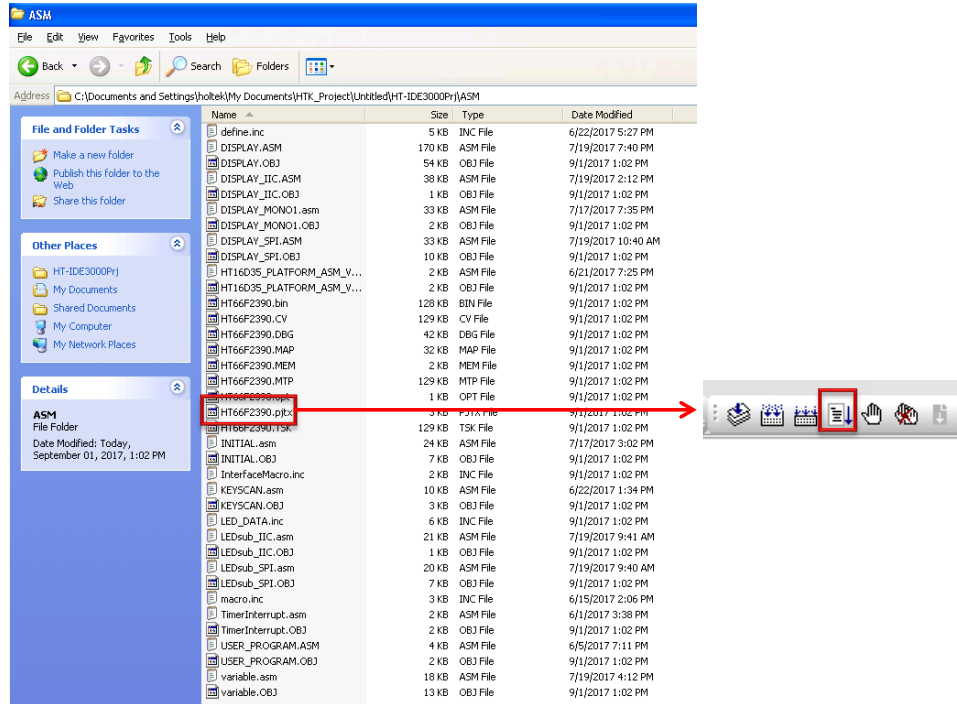 ASM
File Edit View Favorites Tools Help
Back Search Folders
Address C:\Documents and Settings\holtek\My Documents\HTK_Project\Untitled\HT-IDE3000Prj\ASM
File and Folder Tasks
Make a new folder
Publish this folder to the
Web
Share this folder
Other Places
HT-IDE3000Prj
My Documents
Shared Documents
My Computer
My Network Places
Details
ASM
File Folder
Date Modified: Today,
September 01, 2017, 1:02 PM
Name Size Type Date Modified
define.inc 5 KB INC File 6/22/2017 5:27 PM
DISPLAY.ASM 170 KB ASM File 7/19/2017 7:40 PM
DISPLAY.OBJ 54 KB OBJ File 9/1/2017 1:02 PM
DISPLAY_IIC.ASM 38 KB ASM File 7/19/2017 2:12 PM
DISPLAY_IIC.OBJ 1 KB OBJ File 9/1/2017 1:02 PM
DISPLAY_MONO1.asm 33 KB ASM File 7/17/2017 7:35 PM
DISPLAY_MONO1.OBJ 2 KB OBJ File 9/1/2017 1:02 PM
DISPLAY_SPI.ASM 33 KB ASM File 7/19/2017 10:40 AM
DISPLAY_SPI.OBJ 10 KB OBJ File 9/1/2017 1:02 PM
HT16D35_PLATFORM_ASM_V... 2 KB ASM File 6/21/2017 7:25 PM
HT16D35_PLATFORM_ASM_V... 2 KB OBJ File 9/1/2017 1:02 PM
HT66F2390.bin 128 KB BIN File 9/1/2017 1:02 PM
HT66F2390.CV 129 KB CV File 9/1/2017 1:02 PM
HT66F2390.DBG 42 KB DBG File 9/1/2017 1:02 PM
HT66F2390.MAP 32 KB MAP File 9/1/2017 1:02 PM
HT66F2390.MEM 2 KB MEM File 9/1/2017 1:02 PM
HT66F2390.MTP 129 KB MTP File 9/1/2017 1:02 PM
HT66F2390.opt 1 KB OPT File 9/1/2017 1:02 PM
HT66F2390.pjtx 3 KB PJTX File 9/1/2017 1:02 PM
HT66F2390.TSK 129 KB TSK File 9/1/2017 1:02 PM
INITIAL.asm 24 KB ASM File 7/17/2017 3:02 PM
INITIAL.OBJ 7 KB OBJ File 9/1/2017 1:02 PM
InterfaceMacro.inc 2 KB INC File 9/1/2017 1:02 PM
KEYSCAN.asm 10 KB ASM File 6/22/2017 1:34 PM
KEYSCAN.OBJ 3 KB OBJ File 9/1/2017 1:02 PM
LED_DATA.inc 6 KB INC File 9/1/2017 1:02 PM
LEDsub_IIC.asm 21 KB ASM File 7/19/2017 9:41 AM
LEDsub_IIC.OBJ 1 KB OBJ File 9/1/2017 1:02 PM
LEDsub_SPI.asm 20 KB ASM File 7/19/2017 9:40 AM
LEDsub_SPI.OBJ 7 KB OBJ File 9/1/2017 1:02 PM
macro.inc 3 KB INC File 6/15/2017 2:06 PM
TimerInterrupt.asm 2 KB ASM File 6/1/2017 3:38 PM
TimerInterrupt.OBJ 2 KB OBJ File 9/1/2017 1:02 PM
USER_PROGRAM.ASM 4 KB ASM File 6/5/2017 7:11 PM
USER_PROGRAM.OBJ 2 KB OBJ File 9/1/2017 1:02 PM
variable.asm 18 KB ASM File 7/19/2017 4:12 PM
variable.OBJ 13 KB OBJ File 9/1/2017 1:02 PM